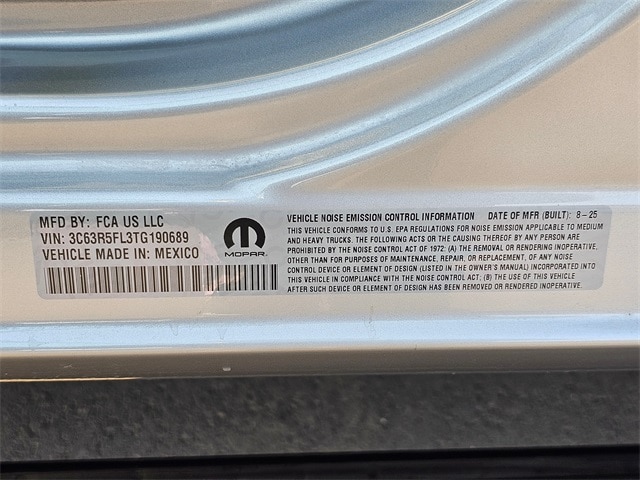 MFD BY: FCA US LLC
VIN: 3C63R5FL3TG190689
VEHICLE MADE IN: MEXICO
MOPAR
VEHICLE NOISE EMISSION CONTROL INFORMATION DATE OF MFR (BUILT): 8-25
THIS VEHICLE CONFORMS TO U.S. EPA REGULATIONS FOR NOISE EMISSION APPLICABLE TO MEDIUM
AND HEAVY TRUCKS. THE FOLLOWING ACTS OR THE CAUSING THEREOF BY ANY PERSON ARE
PROHIBITED BY THE NOISE CONTROL ACT OF 1972: (A) THE REMOVAL OR RENDERING INOPERATIVE,
OTHER THAN FOR PURPOSES OF MAINTENANCE, REPAIR, OR REPLACEMENT, OF ANY NOISE
CONTROL DEVICE OR ELEMENT OF DESIGN (LISTED IN THE OWNER'S MANUAL) INCORPORATED INTO
THIS VEHICLE IN COMPLIANCE WITH THE NOISE CONTROL ACT; (B) THE USE OF THIS VEHICLE
AFTER SUCH DEVICE OR ELEMENT OF DESIGN HAS BEEN REMOVED OR RENDERED INOPERATIVE.